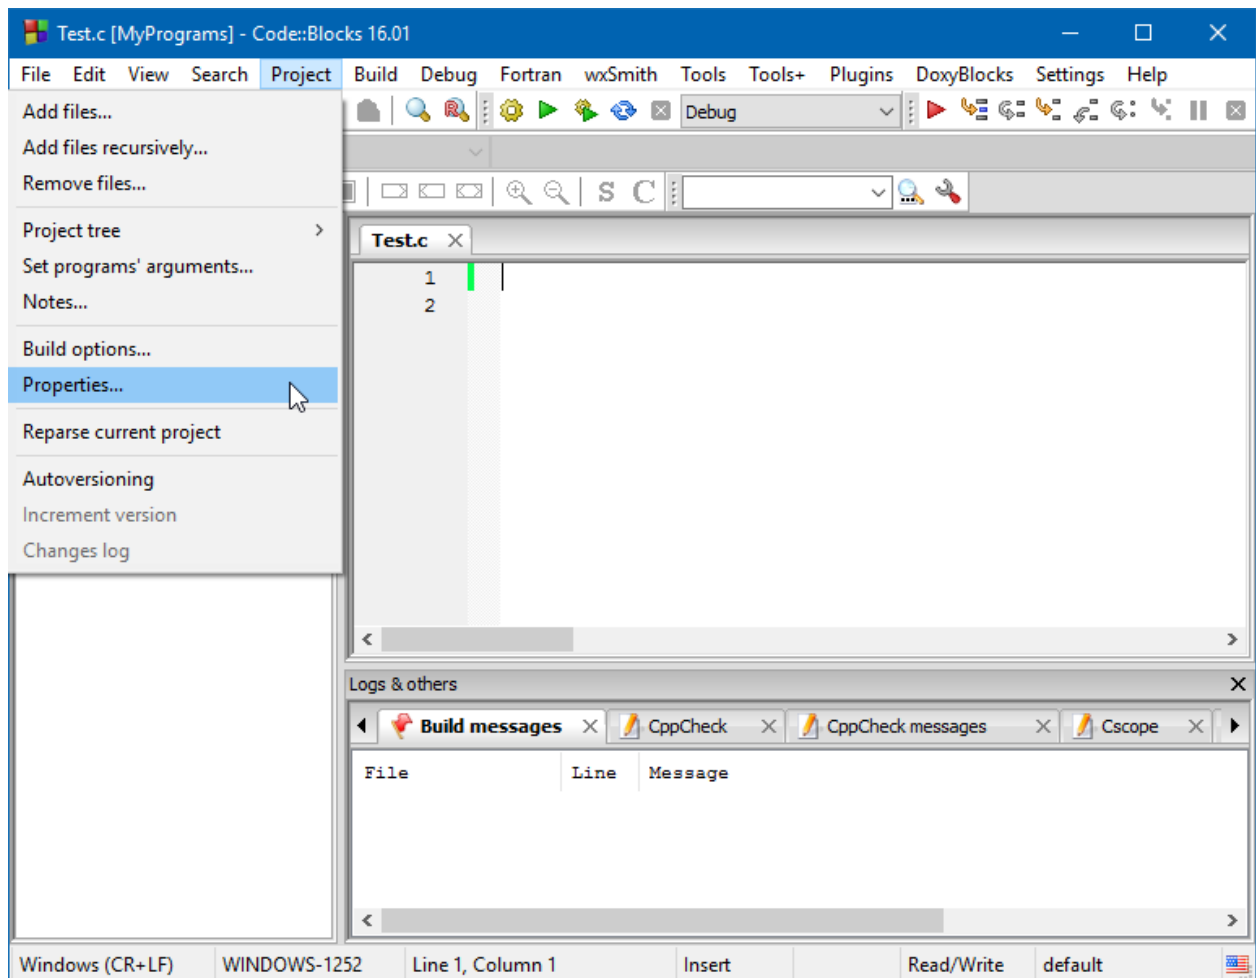 Test.c [MyPrograms] - Code::Blocks 16.01
File Edit View Search Project Build Debug Fortran wxSmith Tools Tools+ Plugins DoxyBlocks Settings Help
Add files...
Add files recursively...
Remove files...
Project tree
Set programs' arguments...
Notes...
Build options...
Properties...
Reparse current project
Autoversioning
Increment version
Changes log
Debug
S C
Test.c
1
2
Logs & others
Build messages CppCheck CppCheck messages Cscope
File Line Message
Windows (CR+LF) WINDOWS-1252 Line 1, Column 1 Insert Read/Write default